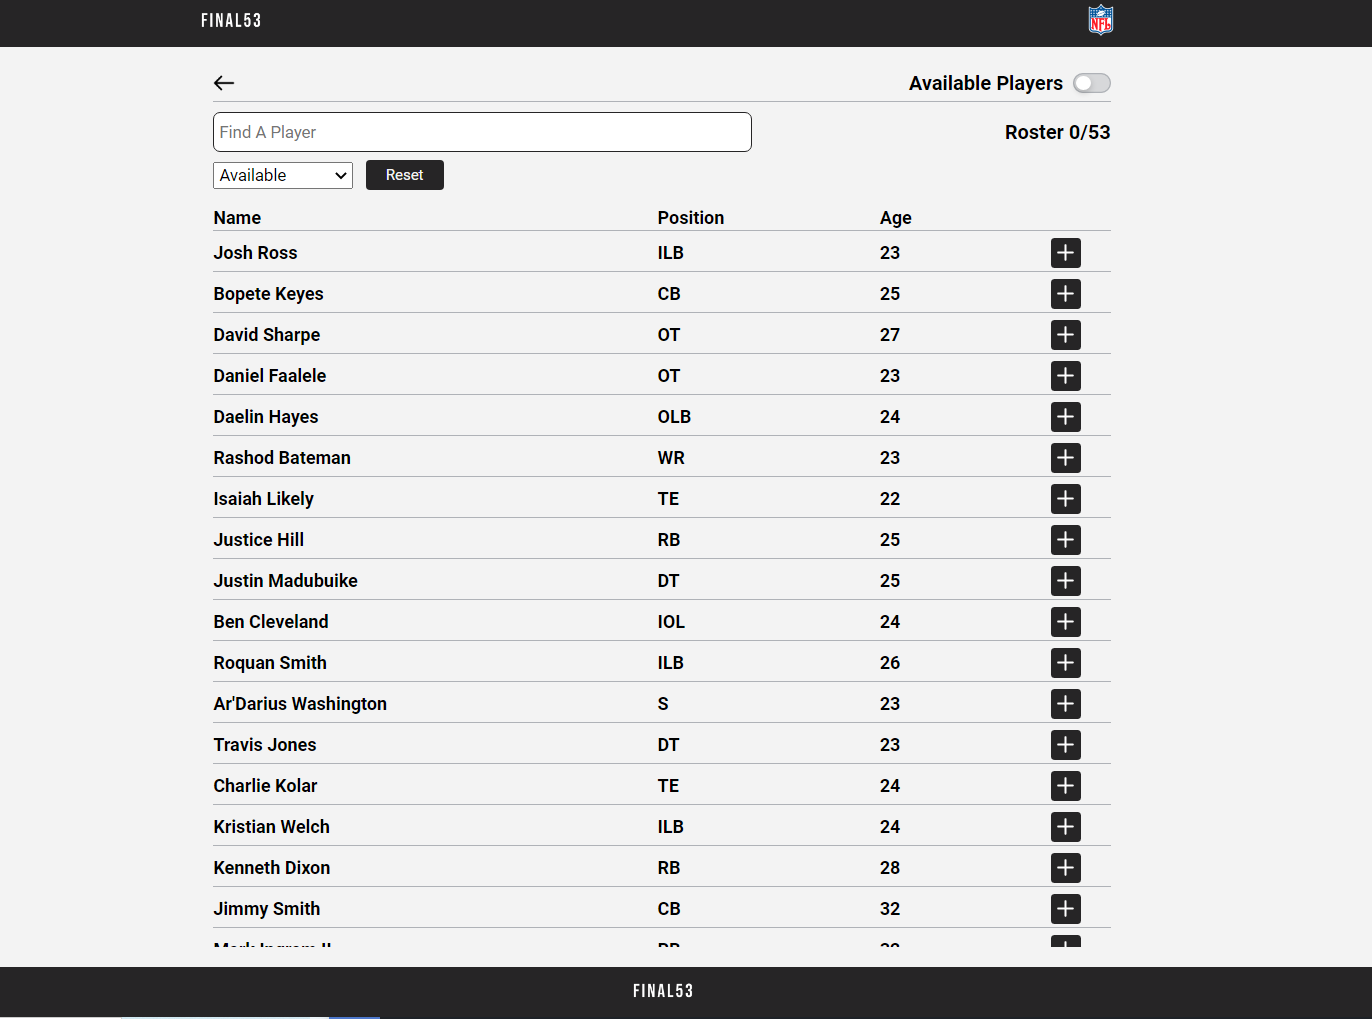 FINAL53
NFL
Available Players
Find A Player
Roster 0/53
Available Reset
Name Position Age
Josh Ross ILB 23
Bopete Keyes CB 25
David Sharpe OT 27
Daniel Faalele OT 23
Daelin Hayes OLB 24
Rashod Bateman WR 23
Isaiah Likely TE 22
Justice Hill RB 25
Justin Madubuike DT 25
Ben Cleveland IOL 24
Roquan Smith ILB 26
Ar'Darius Washington S 23
Travis Jones DT 23
Charlie Kolar TE 24
Kristian Welch ILB 24
Kenneth Dixon RB 28
Jimmy Smith CB 32
Mark Ingram II RB
FINAL53